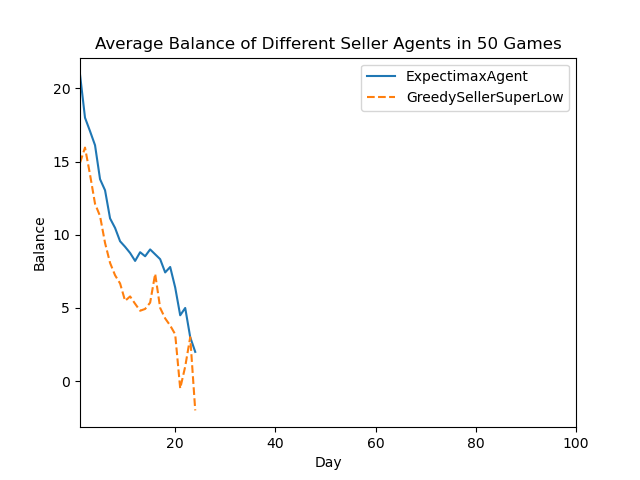 Average Balance of Different Seller Agents in 50 Games
ExpectimaxAgent
GreedySellerSuperLow
Balance
20
15
10
5
0
20 40 60 80 100
Day